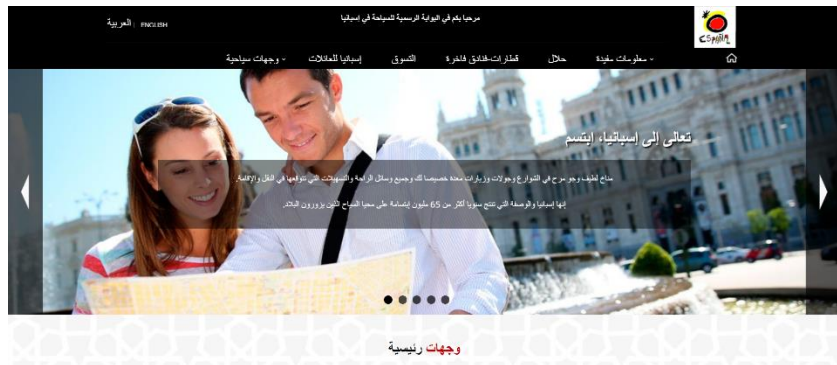 مرحبا بكم في البوابة الرسمية للسياحة في إسبانيا
ENGLISH | العربية
España
معلومات مفيدة
حلال
قطارات-فنادق فاخرة
التسوق
إسبانيا للعائلات
وجهات سياحية
تعالى إلى إسبانيا، ابتسم
مناخ لطيف وجو مرح في الشوارع وجولات وزيارات معدة خصيصا لك وجميع وسائل الراحة والتسهيلات التي تتوقعها في النقل والإقامة.
إنها إسبانيا والوصفة التي تنتج سنويا أكثر من 65 مليون إبتسامة على محيا السياح الذين يزورون البلاد.
وجهات رئيسية